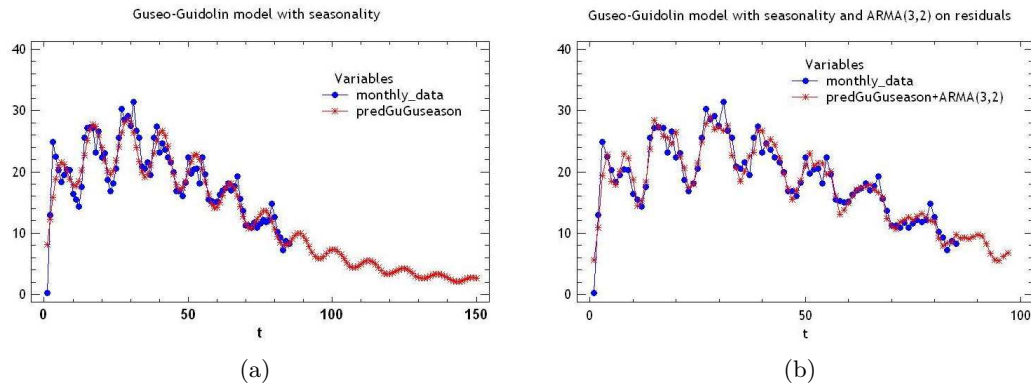 Guseo-Guidolin model with seasonality
40
30
20
10
0
Variables
monthly_data
predGuGuseason
0
50
100
150
t
(a)
Guseo-Guidolin model with seasonality and ARMA(3,2) on residuals
40
30
20
10
0
Variables
monthly_data
predGuGuseason+ARMA(3,2)
0
50
100
t
(b)